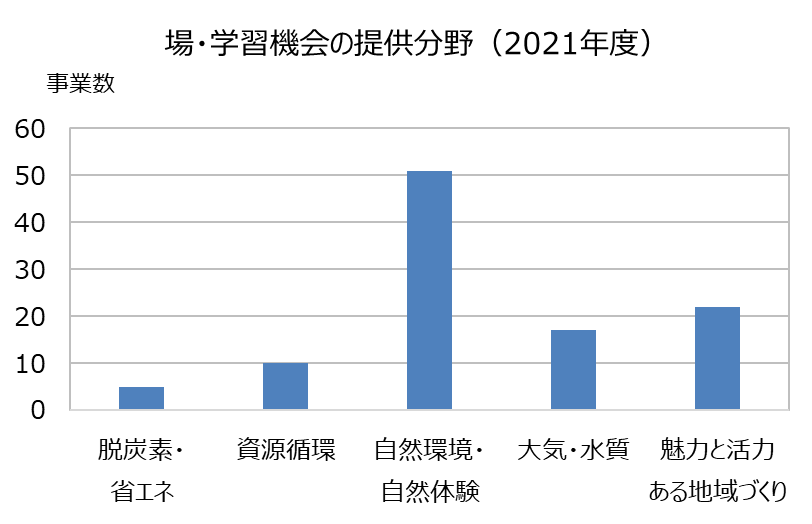 場・学習機会の提供分野（2021年度）
事業数
60
50
40
30
20
10
0
脱炭素・
省エネ
資源循環
自然環境・
自然体験
大気・水質
魅力と活力
ある地域づくり